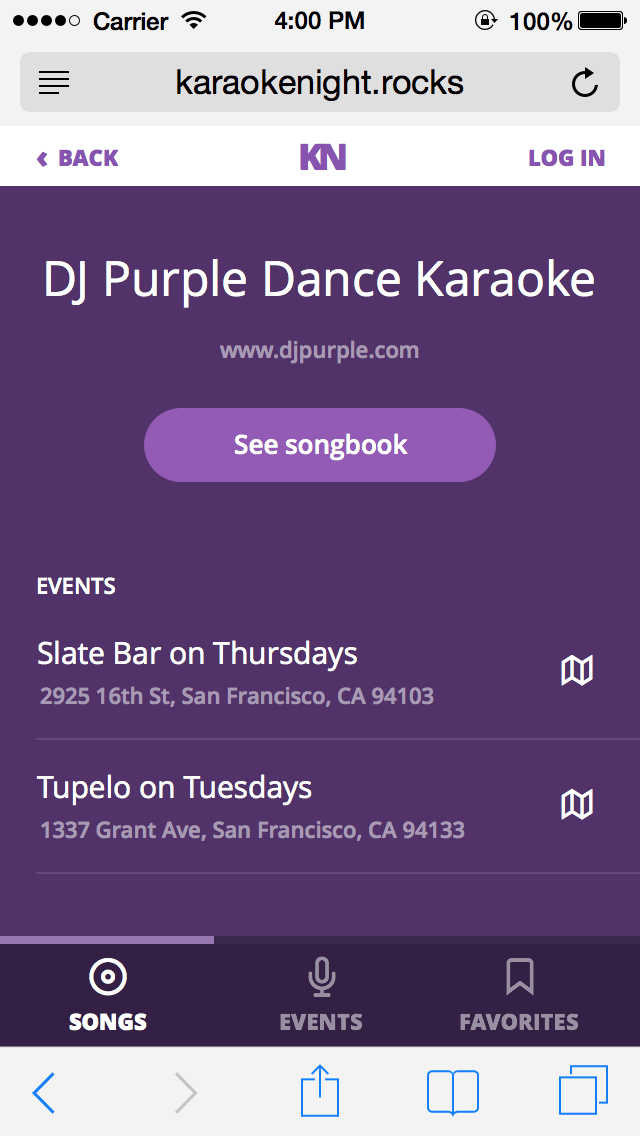 Carrier 4:00 PM 100%
karaokenight.rocks
‹ BACK KN LOG IN
DJ Purple Dance Karaoke
www.djpurple.com
See songbook
EVENTS
Slate Bar on Thursdays
2925 16th St, San Francisco, CA 94103
Tupelo on Tuesdays
1337 Grant Ave, San Francisco, CA 94133
SONGS EVENTS FAVORITES